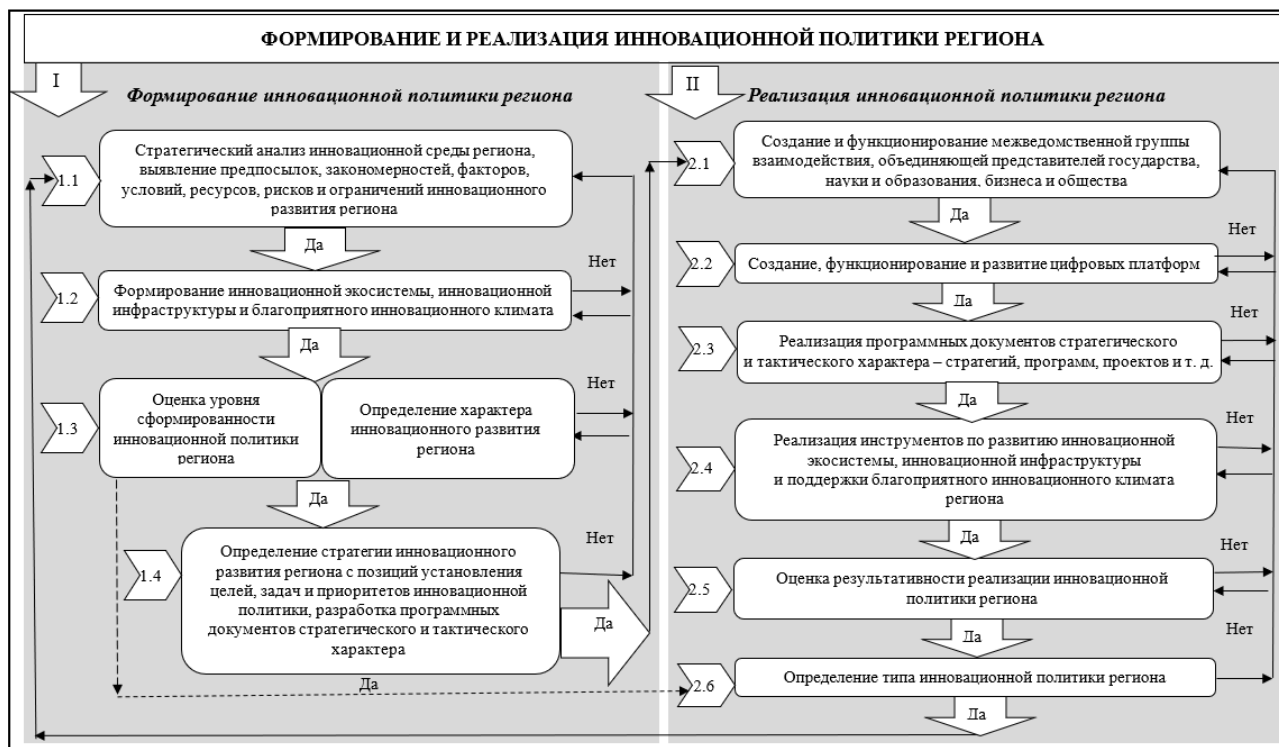 ФОРМИРОВАНИЕ И РЕАЛИЗАЦИЯ ИННОВАЦИОННОЙ ПОЛИТИКИ РЕГИОНА
I
Формирование инновационной политики региона
1.1
Стратегический анализ инновационной среды региона,
выявление предпосылок, закономерностей, факторов,
условий, ресурсов, рисков и ограничений инновационного
развития региона
Да
Нет
1.2
Формирование инновационной экосистемы, инновационной
инфраструктуры и благоприятного инновационного климата
Да
Нет
1.3
Оценка уровня
сформированности
инновационной политики
региона
Определение характера
инновационного развития
региона
Да
Нет
1.4
Определение стратегии инновационного
развития региона с позиций установления
целей, задач и приоритетов инновационной
политики, разработка программных
документов стратегического и тактического
характера
Да
Да
II
Реализация инновационной политики региона
2.1
Создание и функционирование межведомственной группы
взаимодействия, объединяющей представителей государства,
науки и образования, бизнеса и общества
Да
Нет
2.2
Создание, функционирование и развитие цифровых платформ
Да
Нет
2.3
Реализация программных документов стратегического
и тактического характера – стратегий, программ, проектов и т. д.
Да
Нет
2.4
Реализация инструментов по развитию инновационной
экосистемы, инновационной инфраструктуры
и поддержки благоприятного инновационного климата
региона
Да
Нет
2.5
Оценка результативности реализации инновационной
политики региона
Да
Нет
2.6
Определение типа инновационной политики региона
Да